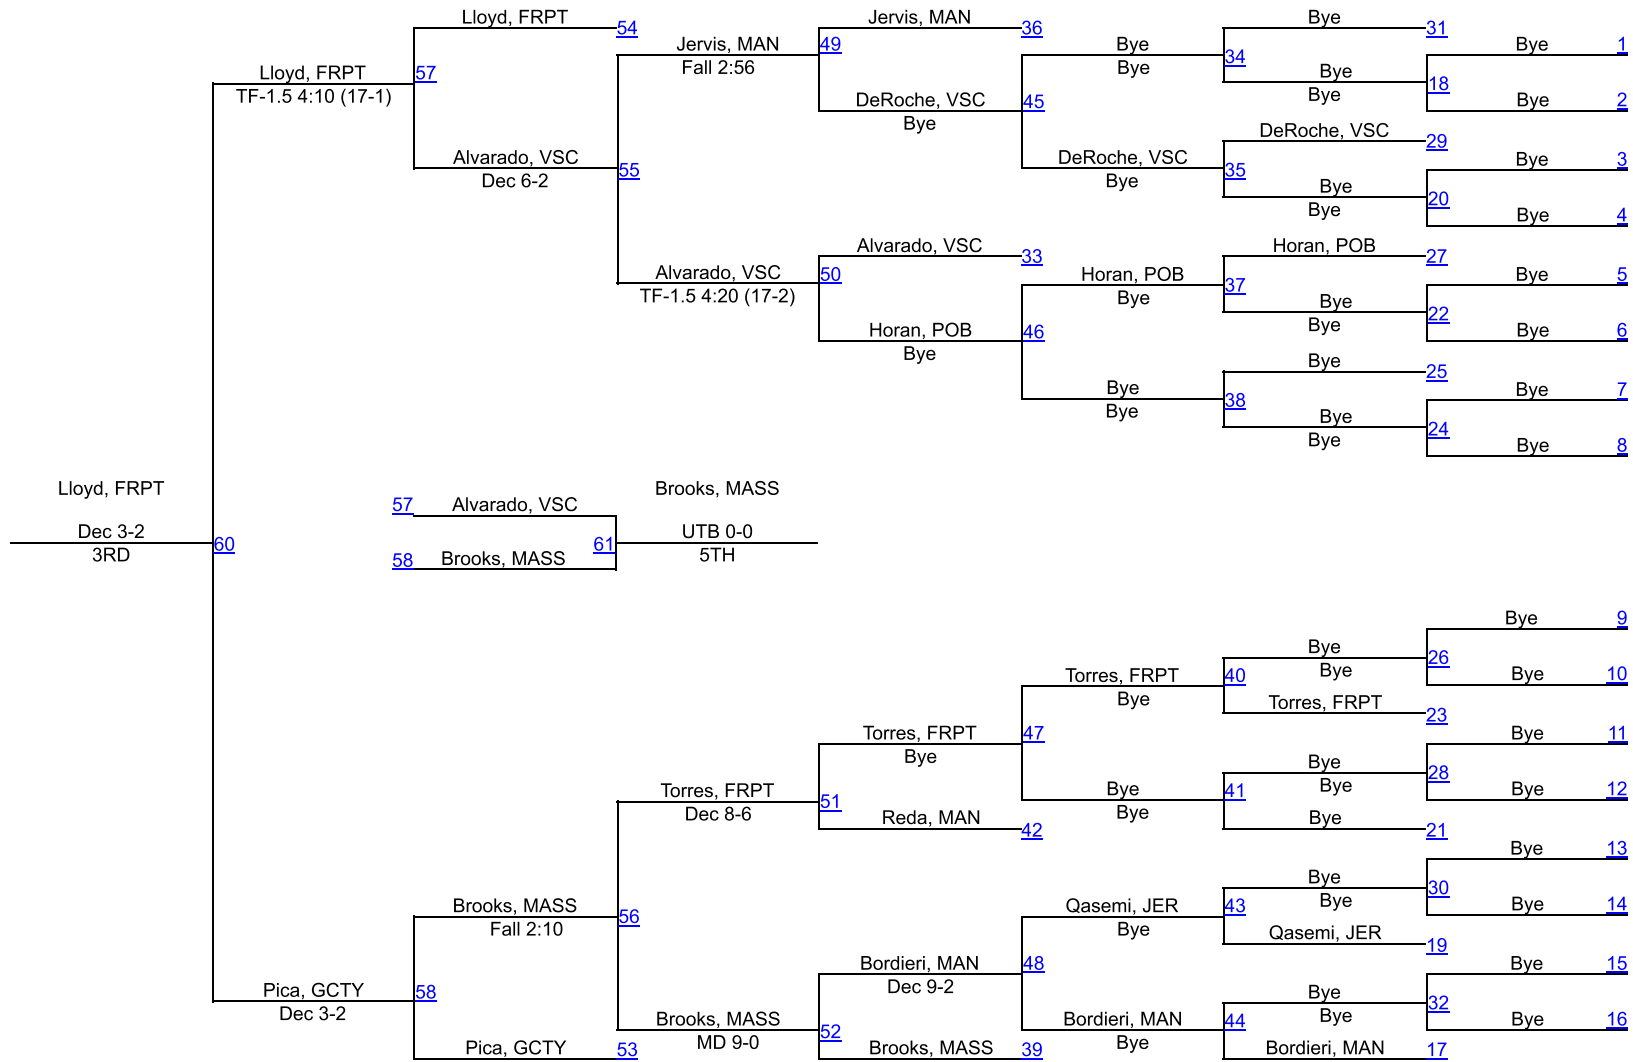 Lloyd, FRPT
54
Jervis, MAN
36
Bye
31
Jervis, MAN
Fall 2:56
49
Bye
Bye
34
Bye
1
Lloyd, FRPT
TF-1.5 4:10 (17-1)
57
Bye
Bye
18
DeRoche, VSC
Bye
45
Bye
2
DeRoche, VSC
29
Alvarado, VSC
Dec 6-2
55
DeRoche, VSC
Bye
35
Bye
3
Bye
Bye
20
Bye
4
Alvarado, VSC
33
Horan, POB
27
Alvarado, VSC
TF-1.5 4:20 (17-2)
50
Horan, POB
Bye
37
Bye
5
Bye
Bye
22
Horan, POB
Bye
46
Bye
6
Bye
25
Bye
Bye
38
Bye
7
Bye
Bye
24
Bye
8
Lloyd, FRPT
Dec 3-2
3RD
60
57
Alvarado, VSC
58
Brooks, MASS
61
Brooks, MASS
UTB 0-0
5TH
Bye
9
Bye
Bye
26
Torres, FRPT
Bye
40
Bye
10
Torres, FRPT
23
Torres, FRPT
Bye
47
Bye
11
Bye
Bye
28
Torres, FRPT
Dec 8-6
51
Bye
Bye
41
Bye
12
Reda, MAN
42
Bye
21
Bye
13
Bye
Bye
30
Brooks, MASS
Fall 2:10
56
Qasemi, JER
Bye
43
Bye
14
Qasemi, JER
19
Bordieri, MAN
Dec 9-2
48
Bye
15
Pica, GCTY
Dec 3-2
58
Bye
Bye
32
Brooks, MASS
MD 9-0
52
Bordieri, MAN
Bye
44
Bye
16
Pica, GCTY
53
Brooks, MASS
39
Bordieri, MAN
17